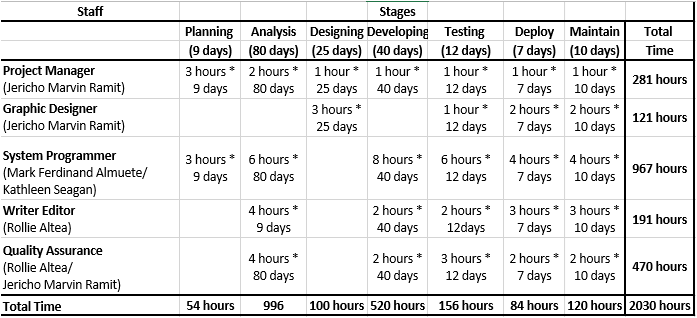 Staff Stages
Planning Analysis Designing Developing Testing Deploy Maintain Total
(9 days) (80 days) (25 days) (40 days) (12 days) (7 days) (10 days) Time
Project Manager 3 hours * 2 hours * 1 hour * 1 hour * 1 hour * 1 hour * 1 hour * 281 hours
(Jericho Marvin Ramit) 9 days 80 days 25 days 40 days 12 days 7 days 10 days
Graphic Designer 3 hours * 1 hour * 2 hours * 2 hours * 121 hours
(Jericho Marvin Ramit) 25 days 12 days 7 days 10 days
System Programmer 3 hours * 6 hours * 8 hours * 6 hours * 4 hours * 4 hours * 967 hours
(Mark Ferdinand Almuete/ 9 days 80 days 40 days 12 days 7 days 10 days
Kathleen Seagan)
Writer Editor 4 hours * 2 hours * 2 hours * 3 hours * 3 hours * 191 hours
(Rollie Altea) 9 days 40 days 12days 7 days 10 days
Quality Assurance 4 hours * 2 hours * 3 hours * 2 hours * 2 hours * 470 hours
(Rollie Altea/ 80 days 40 days 12 days 7 days 10 days
Jericho Marvin Ramit)
Total Time 54 hours 996 100 hours 520 hours 156 hours 84 hours 120 hours 2030 hours